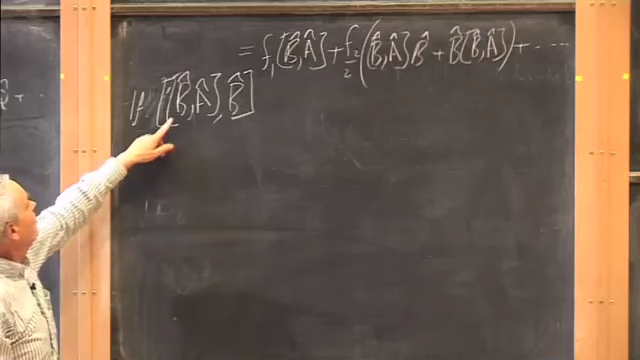 = f₁[B̂,Â] + f₂/2 ([B̂,Â]B̂ + B̂[B̂,Â]) + ....
If [[B̂,Â], B̂]